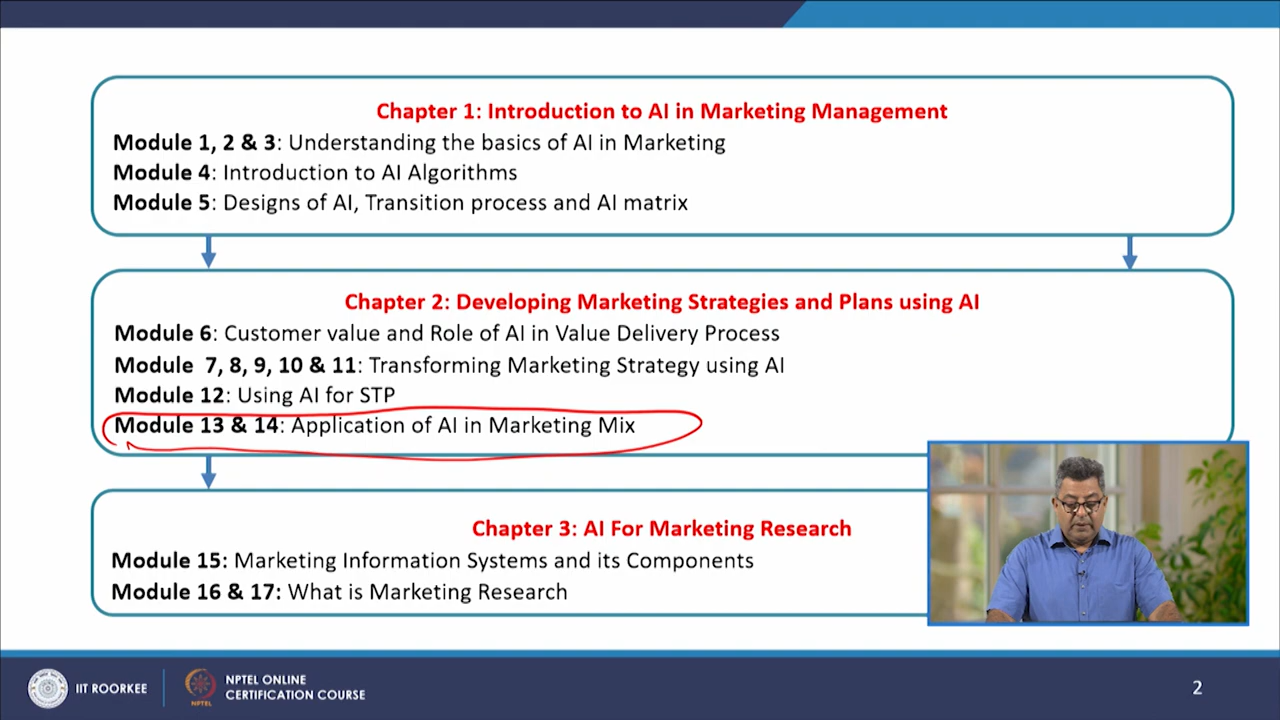 Chapter 1: Introduction to AI in Marketing Management
Module 1, 2 & 3: Understanding the basics of AI in Marketing
Module 4: Introduction to AI Algorithms
Module 5: Designs of AI, Transition process and AI matrix
Chapter 2: Developing Marketing Strategies and Plans using AI
Module 6: Customer value and Role of AI in Value Delivery Process
Module 7, 8, 9, 10 & 11: Transforming Marketing Strategy using AI
Module 12: Using AI for STP
Module 13 & 14: Application of AI in Marketing Mix
Chapter 3: AI For Marketing Research
Module 15: Marketing Information Systems and its Components
Module 16 & 17: What is Marketing Research
IIT ROORKEE
NPTEL
NPTEL ONLINE
CERTIFICATION COURSE
2